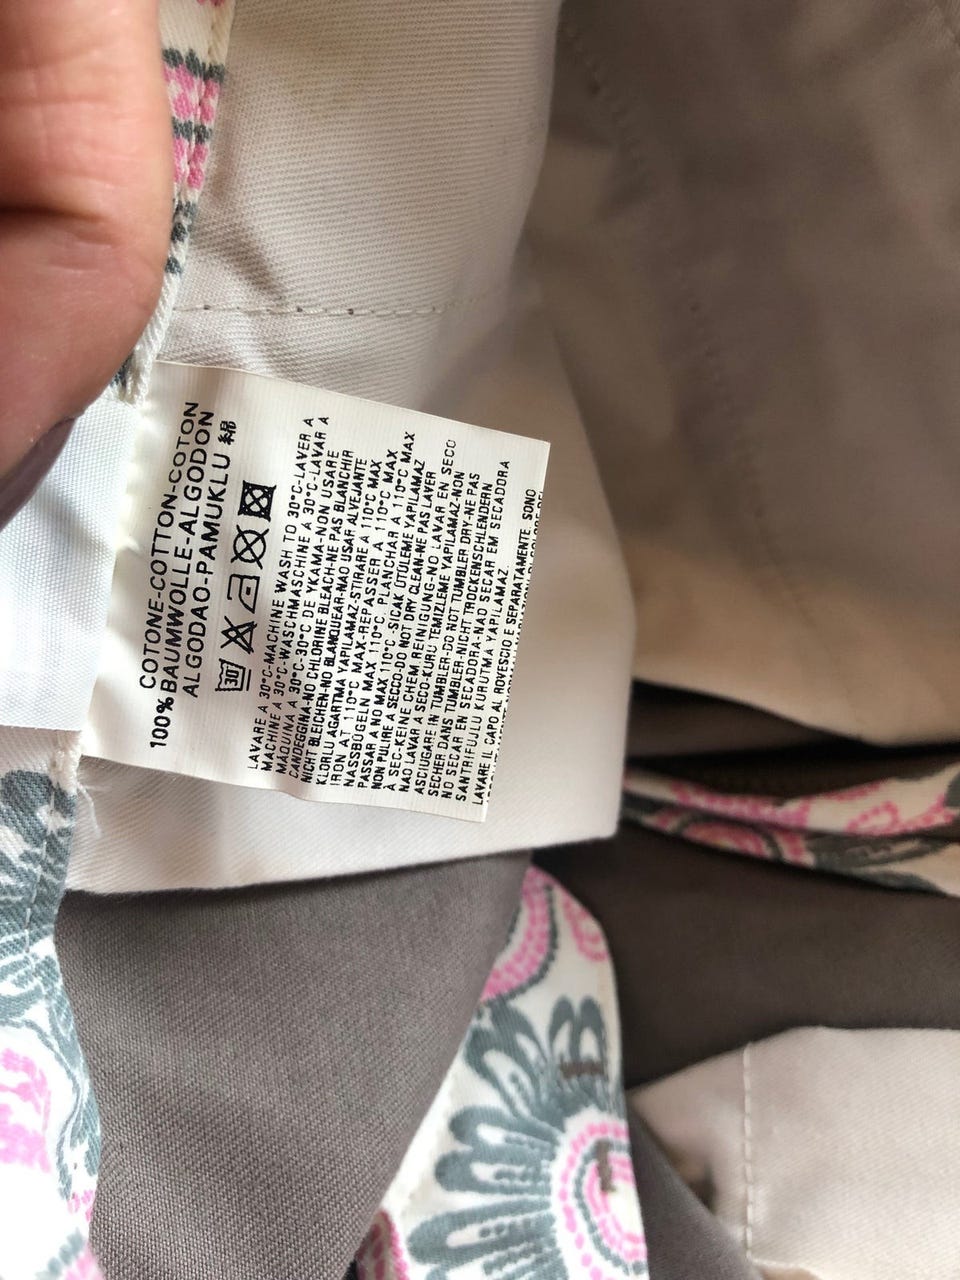 COTONE-COTTON-COTON
100% BAUMWOLLE-ALGODON
ALGODAO-PAMUKLU 綿
30
LAVARE A 30°C-MACHINE WASH TO 30°C-LAVER A
MACHINE A 30°C-WASCHMASCHINE A 30°C-LAVAR A
MÁQUINA A 30°C-30°C DE YKAMA-NON USARE
CANDEGGINA-NO CHLORINE BLEACH-NE PAS BLANCHIR
NICHT BLEICHEN-NO BLANQUEAR-NAO USAR ALVEJANTE
KLORLU AGARTMA YAPILAMAZ-STIRARE A 110°C MAX
IRON AT 110°C MAX-REPASSER A 110°C MAX
NASSBÜGELN MAX 110°C. PLANCHAR A 110°C MAX
PASSAR A NO MAX 110°C-SICAK ÜTÜLEME YAPILAMAZ
NON PULIRE A SECCO-DO NOT DRY CLEAN-NE PAS LAVER
À SEC-KEINE CHEM REINIGUNG-NO LAVAR EN SECO
NAO LAVAR A SECO-KURU TEMIZLEME YAPILAMAZ-NON
ASCIUGARE IN TUMBLER-DO NOT TUMBLER DRY-NE PAS
SECHER DANS TUMBLER-NICHT TROCKENSCHLENDERN
NO SECAR EN SECADORA-NAO SECAR EM SECADORA
SANTRIFUJLU KURUTMA YAPILAMAZ
LAVARE IL CAPO AL ROVESCIO E SEPARATAMENTE. SONO